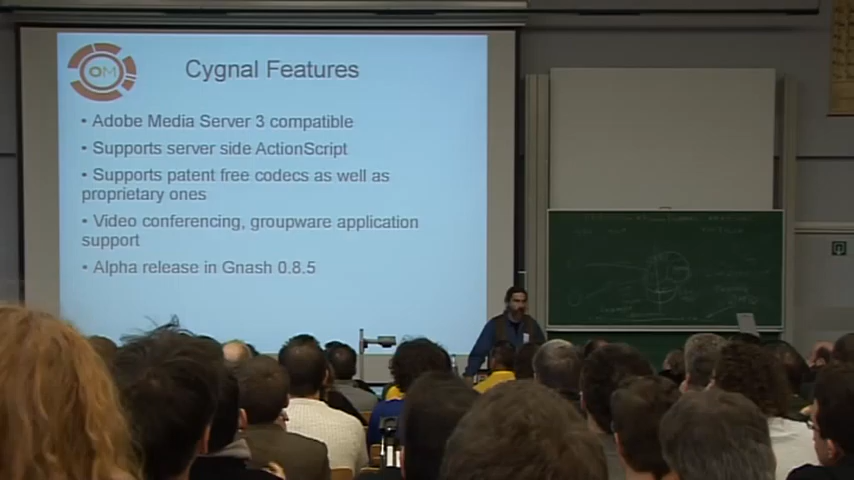 OM
Cygnal Features
• Adobe Media Server 3 compatible
• Supports server side ActionScript
• Supports patent free codecs as well as
proprietary ones
• Video conferencing, groupware application
support
• Alpha release in Gnash 0.8.5